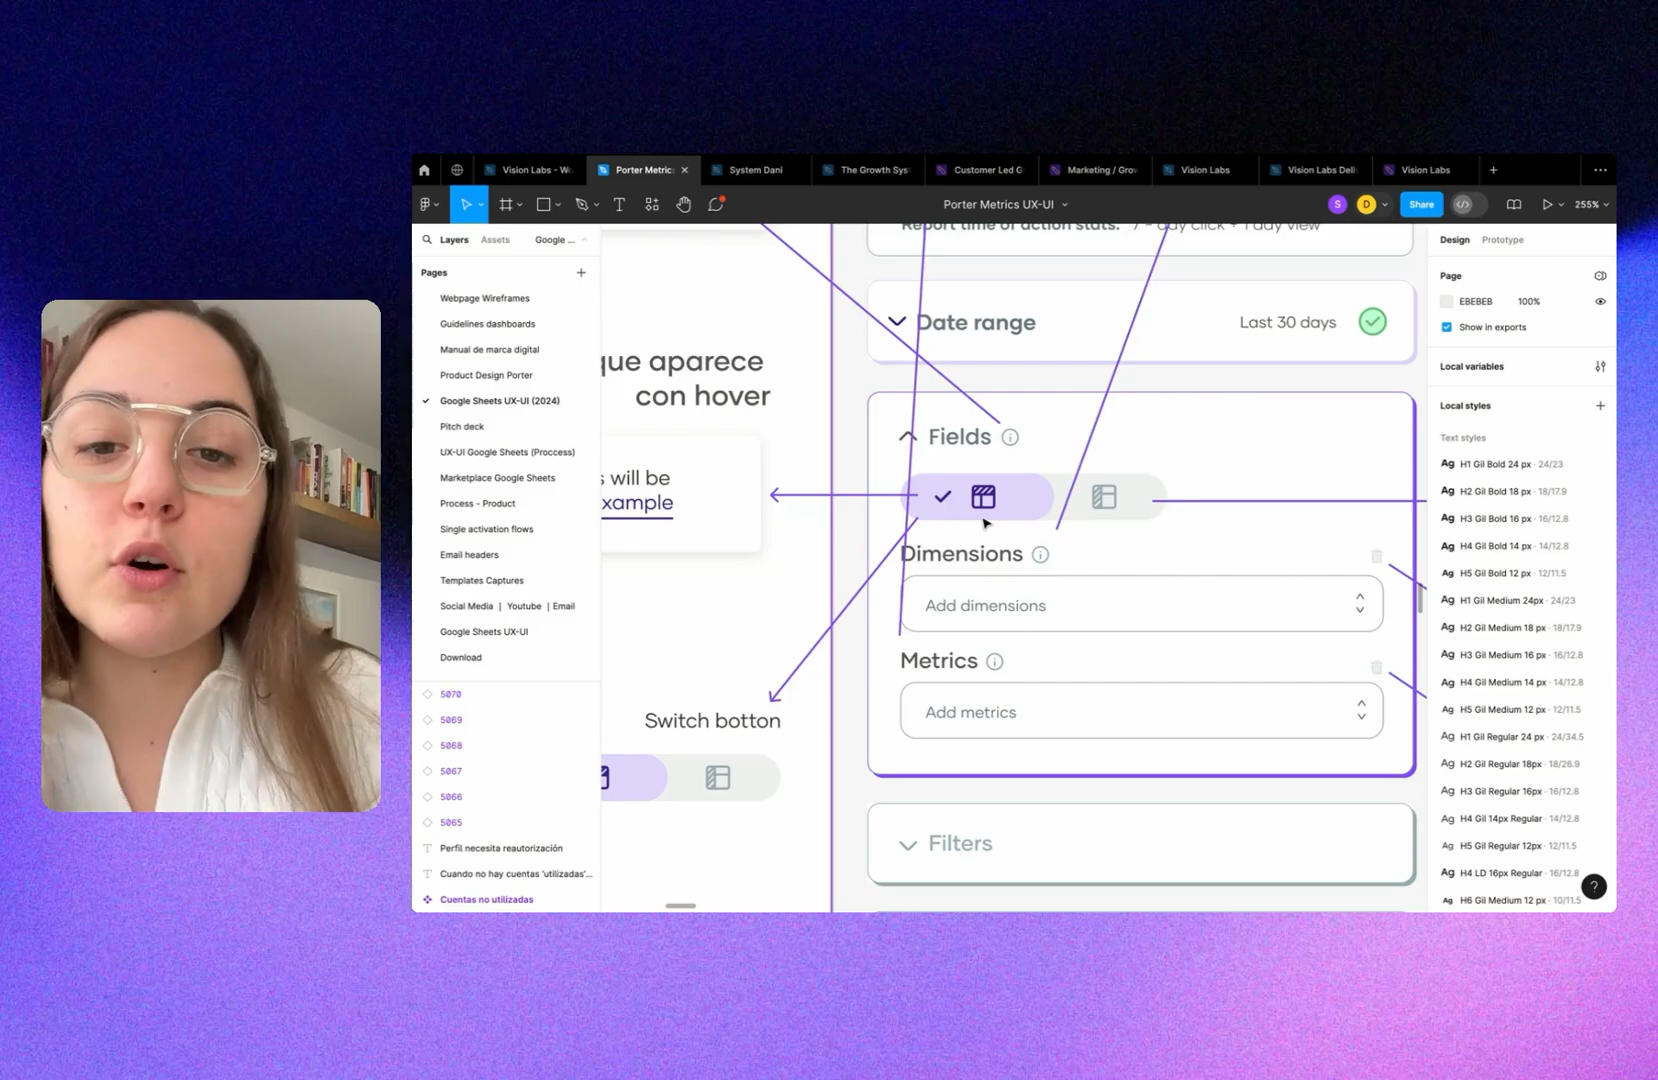 Vision Labs - Wo
Porter Metric
System Dani
The Growth Sys
Customer Led G
Marketing / Grov
Vision Labs
Vision Labs Deli
Vision Labs
Porter Metrics UX-UI
S
D
Share
255%
Layers
Assets
Google ...
Pages
Webpage Wireframes
Guidelines dashboards
Manual de marca digital
Product Design Porter
Google Sheets UX-UI (2024)
Pitch deck
UX-UI Google Sheets (Proccess)
Marketplace Google Sheets
Process - Product
Single activation flows
Email headers
Templates Captures
Social Media | Youtube | Email
Google Sheets UX-UI
Download
5070
5069
5068
5067
5066
5065
Perfil necesita reautorización
Cuando no hay cuentas 'utilizadas'...
Cuentas no utilizadas
que aparece
con hover
s will be
xample
Switch botton
Report time of action stats: 7 - day click + 1 day view
Date range
Last 30 days
Fields
Dimensions
Add dimensions
Metrics
Add metrics
Filters
Design
Prototype
Page
EBEBEB
100%
Show in exports
Local variables
Local styles
Text styles
Ag H1 Gil Bold 24 px · 24/23
Ag H2 Gil Bold 18 px · 18/17.9
Ag H3 Gil Bold 16 px · 16/12.8
Ag H4 Gil Bold 14 px · 14/12.8
Ag H5 Gil Bold 12 px · 12/11.5
Ag H1 Gil Medium 24px · 24/23
Ag H2 Gil Medium 18 px · 18/17.9
Ag H3 Gil Medium 16 px · 16/12.8
Ag H4 Gil Medium 14 px · 14/12.8
Ag H5 Gil Medium 12 px · 12/11.5
Ag H1 Gil Regular 24 px · 24/34.5
Ag H2 Gil Regular 18px · 18/26.9
Ag H3 Gil Regular 16px · 16/12.8
Ag H4 Gil 14px Regular · 14/12.8
Ag H5 Gil Regular 12px · 12/11.5
Ag H4 LD 16px Regular · 16/12.8
Ag H6 Gil Medium 12 px · 10/11.5
?